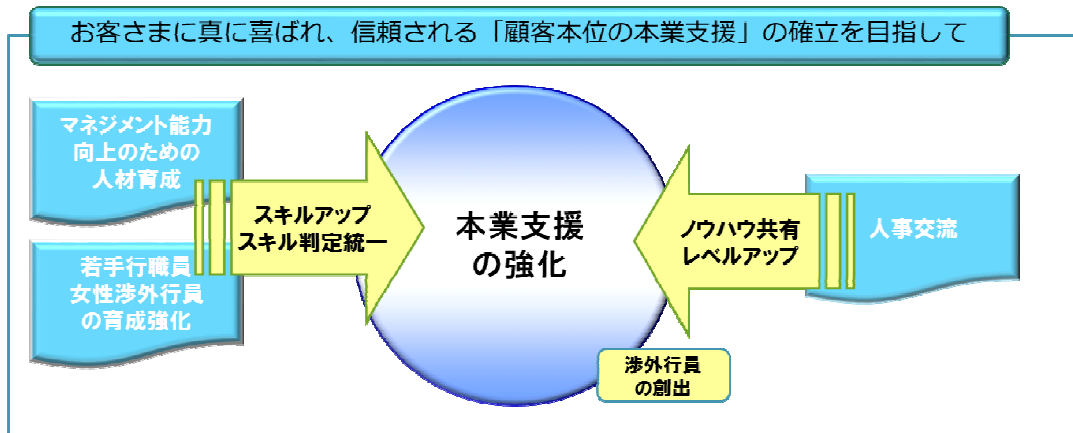 お客さまに真に喜ばれ、信頼される「顧客本位の本業支援」の確立を目指して
マネジメント能力
向上のための
人材育成
若手行職員
女性渉外行員
の育成強化
スキルアップ
スキル判定統一
本業支援
の強化
ノウハウ共有
レベルアップ
人事交流
渉外行員
の創出